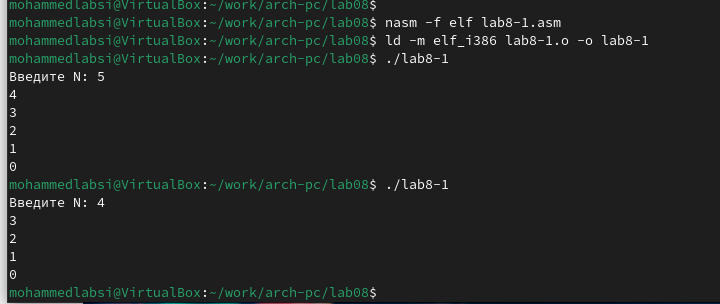 mohammedlabsi@VirtualBox:~/work/arch-pc/lab08$
mohammedlabsi@VirtualBox:~/work/arch-pc/lab08$ nasm -f elf lab8-1.asm
mohammedlabsi@VirtualBox:~/work/arch-pc/lab08$ ld -m elf_i386 lab8-1.o -o lab8-1
mohammedlabsi@VirtualBox:~/work/arch-pc/lab08$ ./lab8-1
Введите N: 5
4
3
2
1
0
mohammedlabsi@VirtualBox:~/work/arch-pc/lab08$ ./lab8-1
Введите N: 4
3
2
1
0
mohammedlabsi@VirtualBox:~/work/arch-pc/lab08$